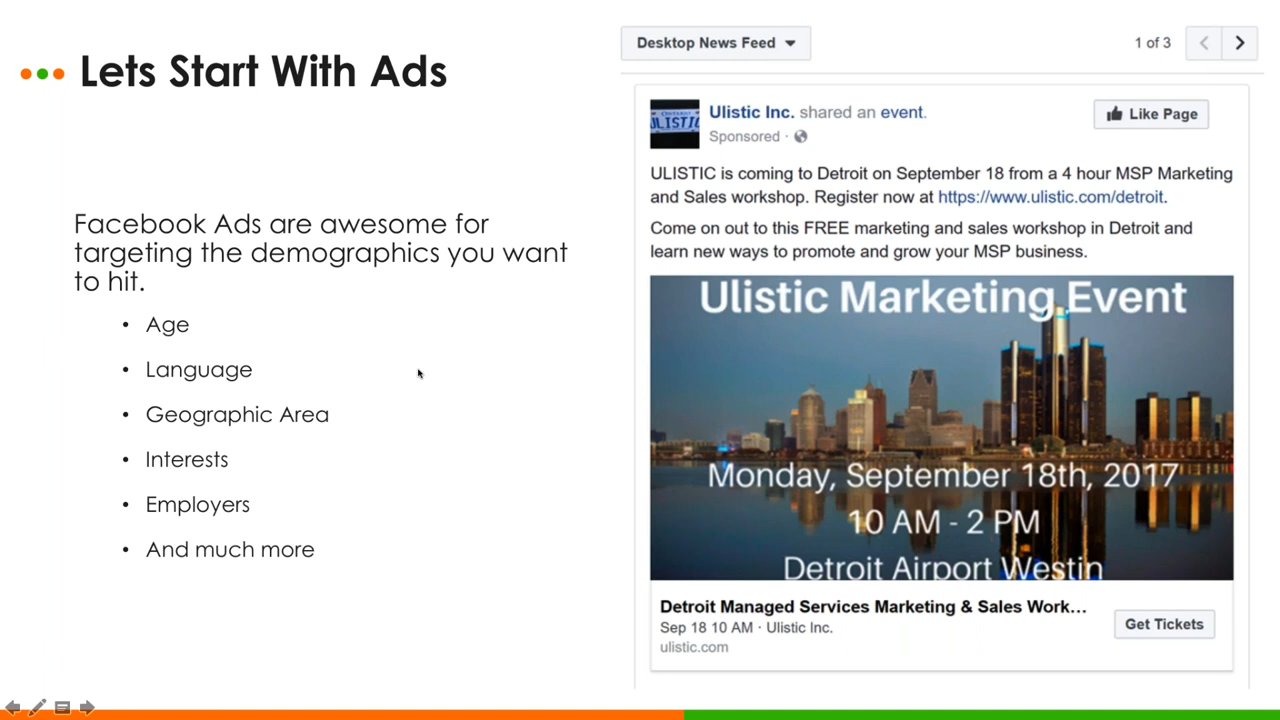 Lets Start With Ads
Facebook Ads are awesome for
targeting the demographics you want
to hit.
• Age
• Language
• Geographic Area
• Interests
• Employers
• And much more
Desktop News Feed
1 of 3
Ulistic Inc. shared an event.
Sponsored ·
Like Page
ULISTIC is coming to Detroit on September 18 from a 4 hour MSP Marketing
and Sales workshop. Register now at https://www.ulistic.com/detroit.
Come on out to this FREE marketing and sales workshop in Detroit and
learn new ways to promote and grow your MSP business.
Ulistic Marketing Event
Monday, September 18th, 2017
10 AM - 2 PM
Detroit Airport Westin
Detroit Managed Services Marketing & Sales Work...
Sep 18 10 AM · Ulistic Inc.
ulistic.com
Get Tickets